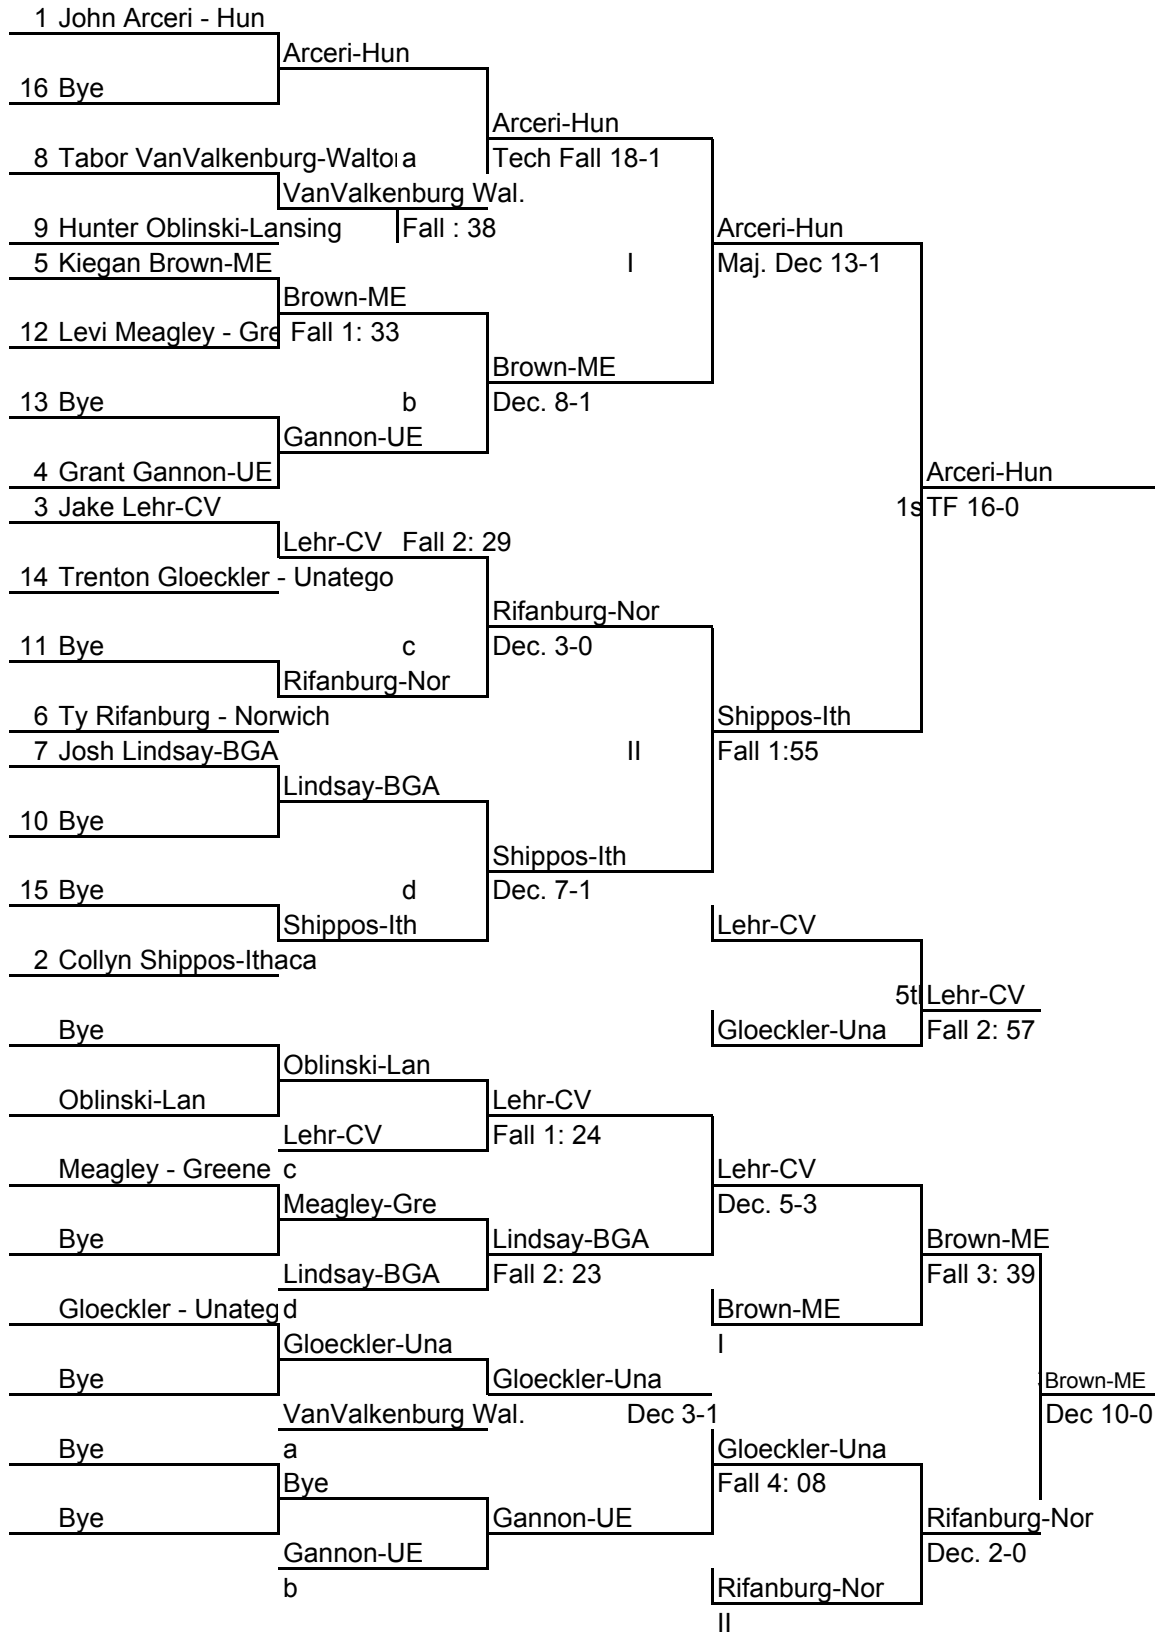 1 John Arceri - Hun
Arceri-Hun
16 Bye
Arceri-Hun
8 Tabor VanValkenburg-Walto a Tech Fall 18-1
VanValkenburg Wal.
9 Hunter Oblinski-Lansing Fall : 38 Arceri-Hun
5 Kiegan Brown-ME I Maj. Dec 13-1
Brown-ME
12 Levi Meagley - Gre Fall 1: 33
Brown-ME
13 Bye b Dec. 8-1
Gannon-UE
4 Grant Gannon-UE Arceri-Hun
3 Jake Lehr-CV 1s TF 16-0
Lehr-CV Fall 2: 29
14 Trenton Gloeckler - Unatego
Rifanburg-Nor
11 Bye c Dec. 3-0
Rifanburg-Nor
6 Ty Rifanburg - Norwich Shippos-Ith
7 Josh Lindsay-BGA II Fall 1:55
Lindsay-BGA
10 Bye
Shippos-Ith
15 Bye d Dec. 7-1
Shippos-Ith Lehr-CV
2 Collyn Shippos-Ithaca
5t Lehr-CV
Bye Gloeckler-Una Fall 2: 57
Oblinski-Lan
Oblinski-Lan Lehr-CV
Lehr-CV Fall 1: 24
Meagley - Greene c Lehr-CV
Meagley-Gre Dec. 5-3
Bye Lindsay-BGA Brown-ME
Lindsay-BGA Fall 2: 23 Fall 3: 39
Gloeckler - Unateg d Brown-ME
Gloeckler-Una I
Bye Gloeckler-Una Brown-ME
VanValkenburg Wal. Dec 3-1 Dec 10-0
Bye a Gloeckler-Una
Bye Fall 4: 08
Bye Gannon-UE Rifanburg-Nor
Gannon-UE Dec. 2-0
b Rifanburg-Nor
II